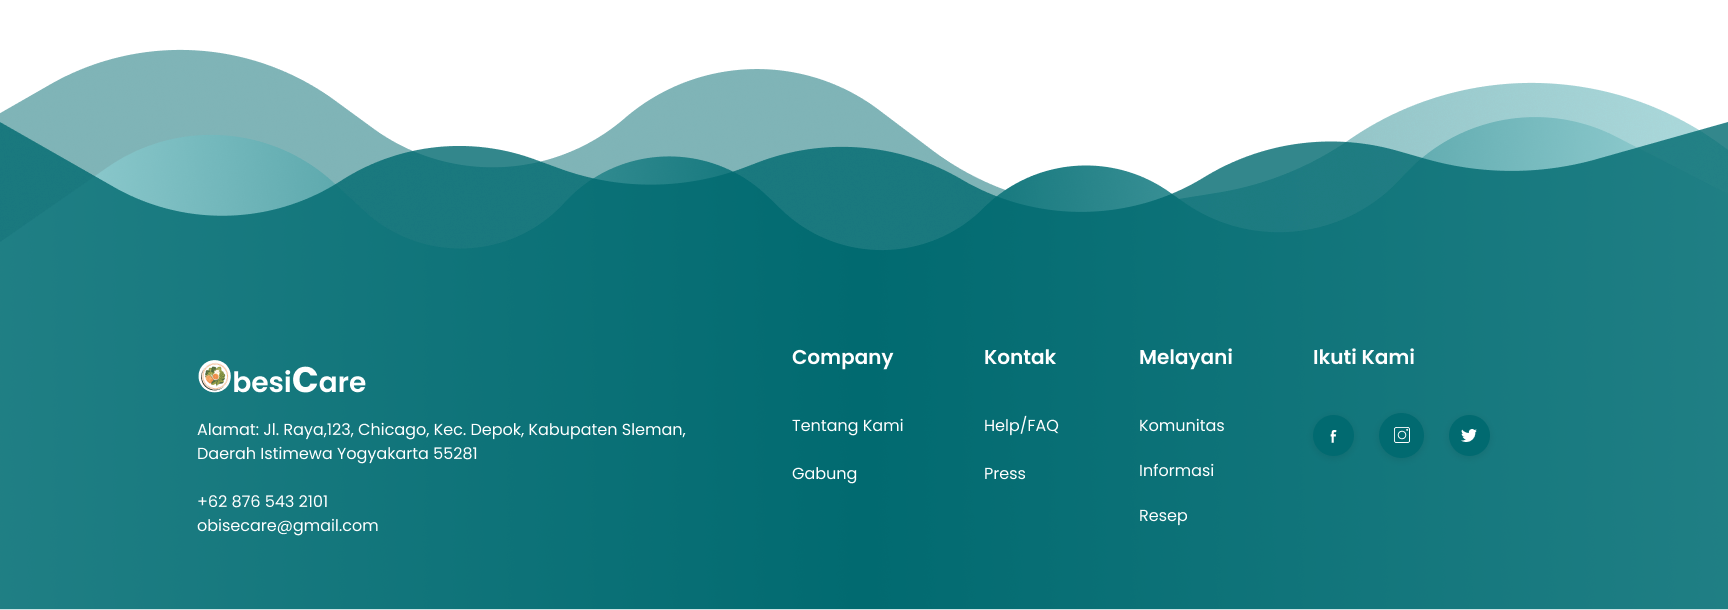 ObesiCare
Alamat: Jl. Raya,123, Chicago, Kec. Depok, Kabupaten Sleman,
Daerah Istimewa Yogyakarta 55281
+62 876 543 2101
obisecare@gmail.com
Company
Tentang Kami
Gabung
Kontak
Help/FAQ
Press
Melayani
Komunitas
Informasi
Resep
Ikuti Kami